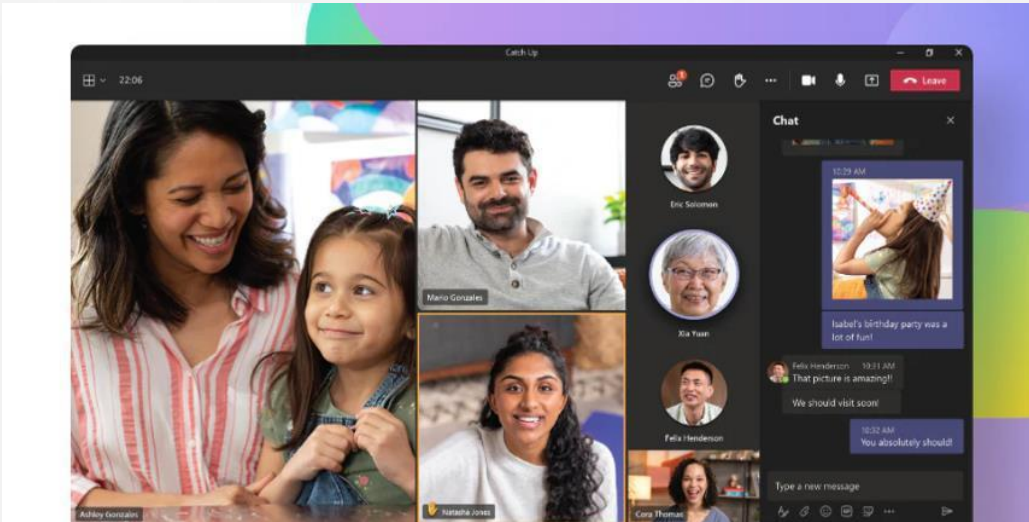 Catch Up
22:06
1
Leave
Chat
10:29 AM
Isabel's birthday party was a
lot of fun!
Felix Henderson 10:31 AM
That picture is amazing!!
We should visit soon!
10:32 AM
You absolutely should!
Type a new message
Eric Solomon
Xia Yuan
Felix Henderson
Cora Thomas
Mario Gonzales
Natasha Jones
Ashley Gonzales